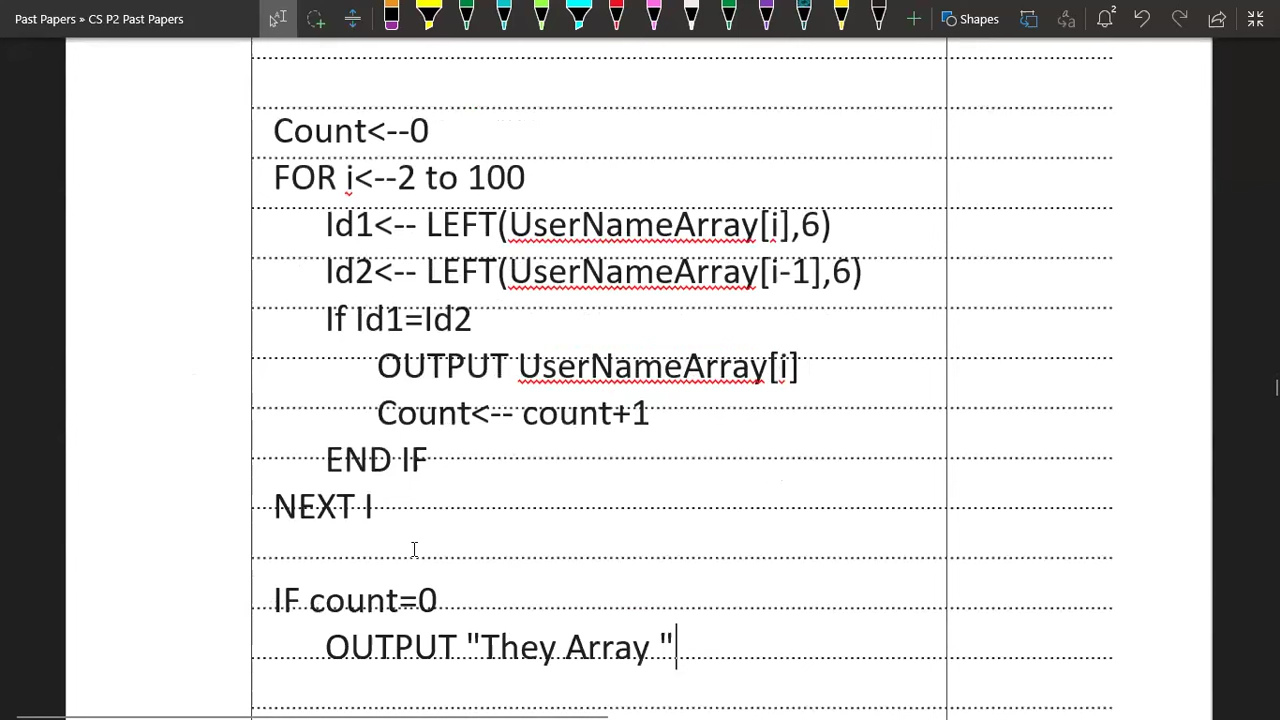 Past Papers » CS P2 Past Papers
Shapes
2
Count<--0
FOR i<--2 to 100
Id1<-- LEFT(UserNameArray[i],6)
Id2<-- LEFT(UserNameArray[i-1],6)
If Id1=Id2
OUTPUT UserNameArray[i]
Count<-- count+1
END IF
NEXT I
IF count=0
OUTPUT "They Array "